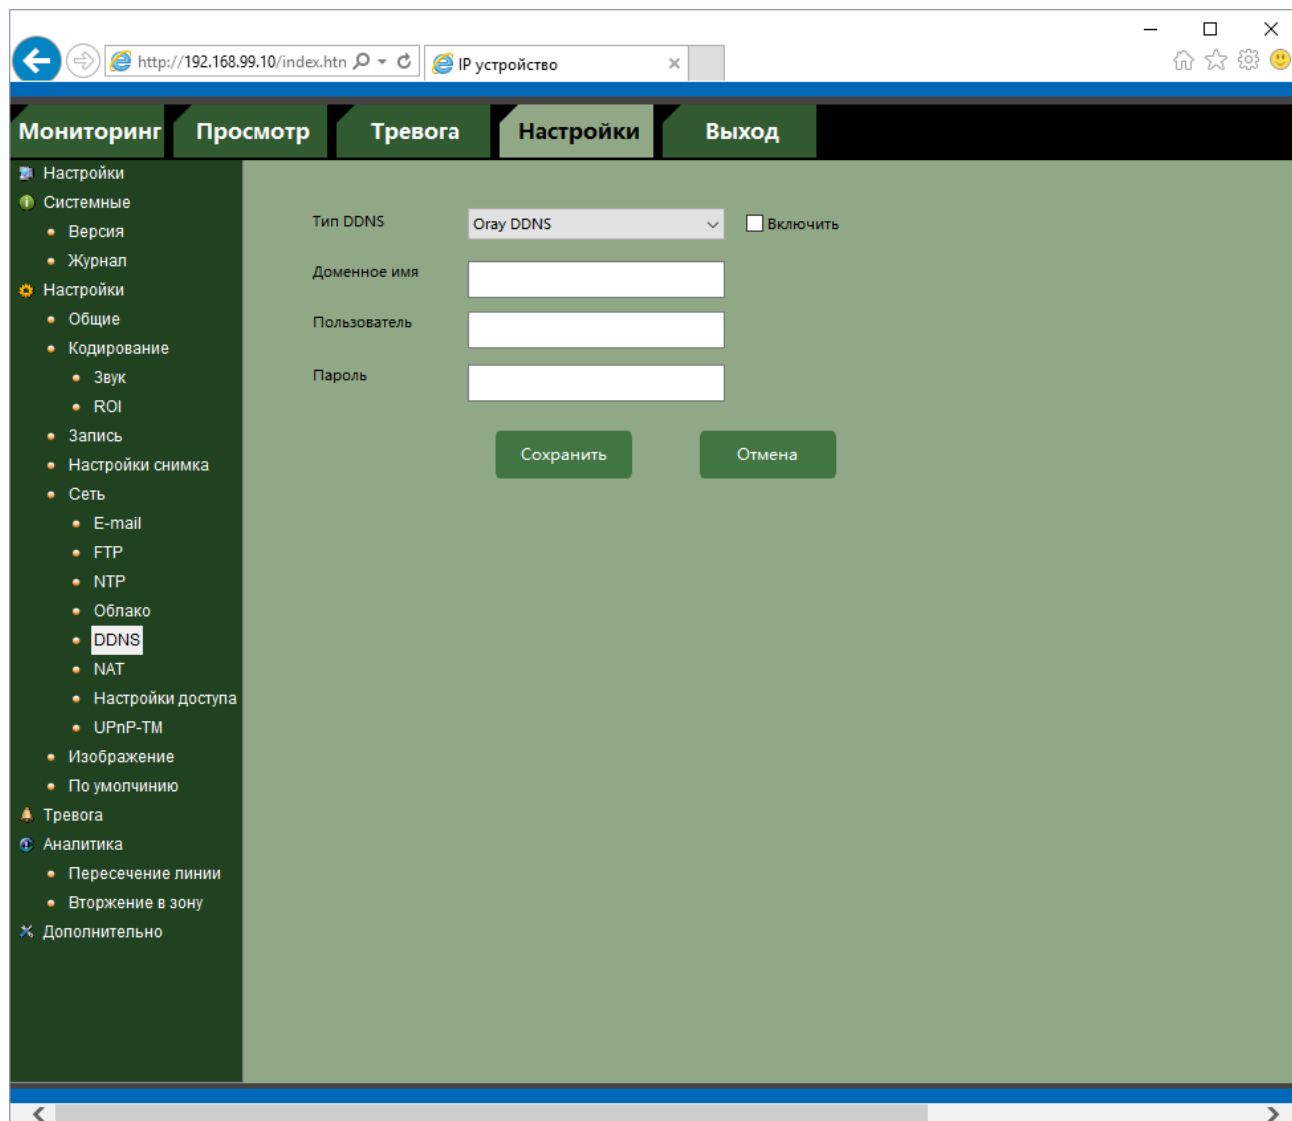 http://192.168.99.10/index.htn
IP устройство
Мониторинг
Просмотр
Тревога
Настройки
Выход
Настройки
Системные
Версия
Журнал
Настройки
Общие
Кодирование
Звук
ROI
Запись
Настройки снимка
Сеть
E-mail
FTP
NTP
Облако
DDNS
NAT
Настройки доступа
UPnP-TM
Изображение
По умолчинию
Тревога
Аналитика
Пересечение линии
Вторжение в зону
Дополнительно
Тип DDNS
Oray DDNS
Включить
Доменное имя
Пользователь
Пароль
Сохранить
Отмена